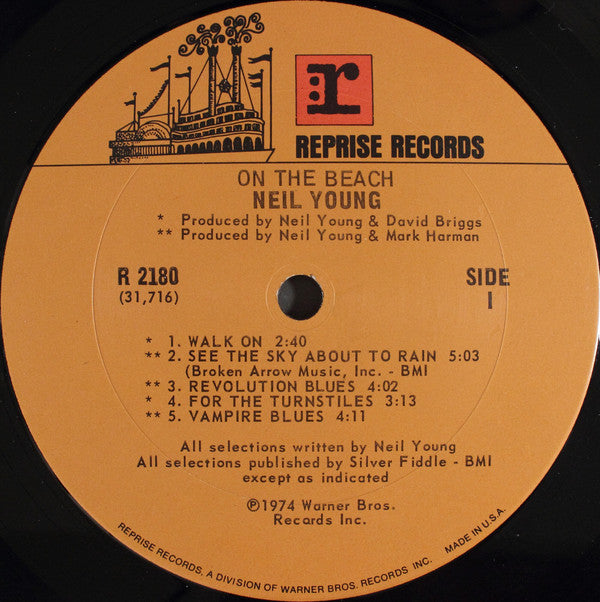 r
REPRISE RECORDS
ON THE BEACH
NEIL YOUNG
* Produced by Neil Young & David Briggs
** Produced by Neil Young & Mark Harman
R 2180
(31,716)
SIDE
1
* 1. WALK ON 2:40
** 2. SEE THE SKY ABOUT TO RAIN 5:03
(Broken Arrow Music, Inc. - BMI
** 3. REVOLUTION BLUES 4:02
* 4. FOR THE TURNSTILES 3:13
** 5. VAMPIRE BLUES 4:11
All selections written by Neil Young
All selections published by Silver Fiddle - BMI
except as indicated
℗1974 Warner Bros.
Records Inc.
REPRISE RECORDS, A DIVISION OF WARNER BROS. RECORDS INC. MADE IN U.S.A.